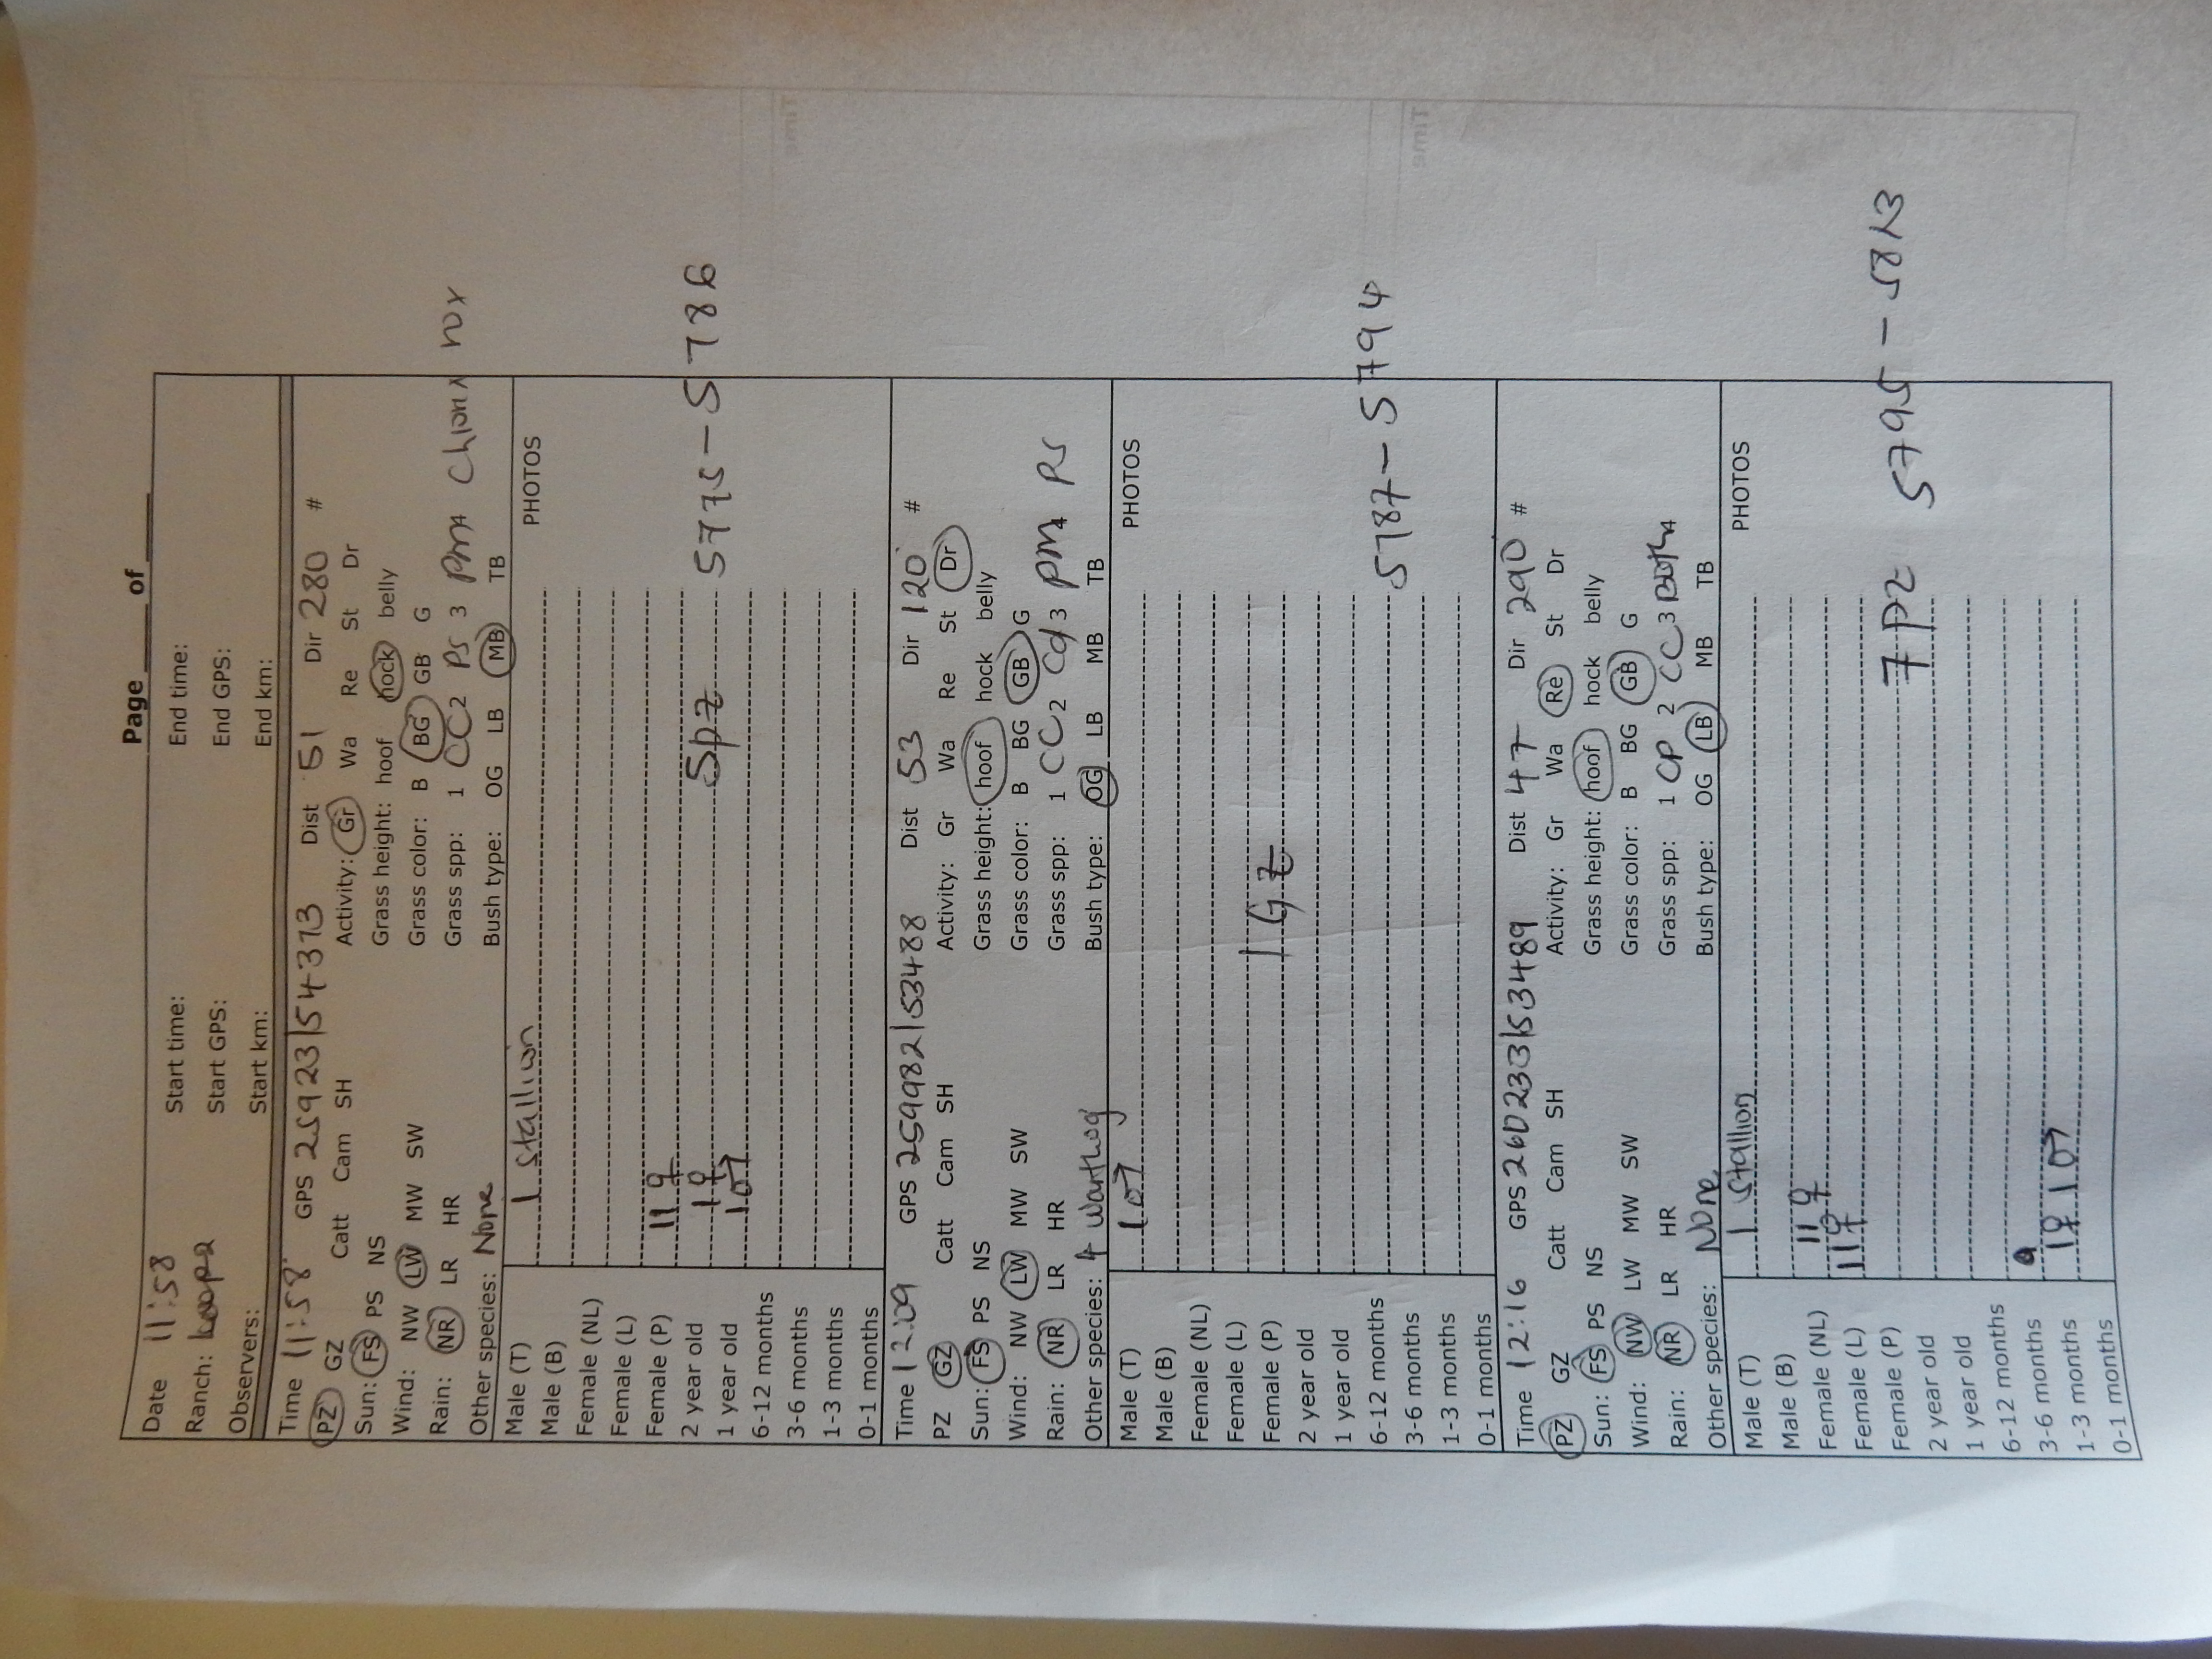 Page ____ of ____
Date 11:58 Start time: End time:
Ranch: Loop2 Start GPS: End GPS:
Observers: Start km: End km:
Time 11:58 GPS 25923|54373 Dist 51 Dir 280 #
PZ GZ Catt Cam SH Activity: Gr Wa Re St Dr
Sun: FS PS NS Grass height: hoof hock belly
Wind: NW LW MW SW Grass color: B BG GB G
Rain: NR LR HR Grass spp: 1 CC 2 PS 3 PM 4 rox
Other species: None Bush type: OG LB MB TB
Male (T) 1 stallion PHOTOS
Male (B)
Female (NL)
Female (L)
Female (P) 11 ♀
2 year old 1♀ 5pz 5775-5786
1 year old 1♂
6-12 months
3-6 months
1-3 months
0-1 months
Time 12:09 GPS 259982|53488 Dist 53 Dir 120 #
PZ GZ Catt Cam SH Activity: Gr Wa Re St Dr
Sun: FS PS NS Grass height: hoof hock belly
Wind: NW LW MW SW Grass color: B BG GB G
Rain: NR LR HR Grass spp: 1 CC 2 Cd 3 PM 4 PS
Other species: 4 Warthog Bush type: OG LB MB TB
Male (T) 1♂ PHOTOS
Male (B)
Female (NL)
Female (L)
Female (P) 1 GZ
2 year old
1 year old
6-12 months 5787-5794
3-6 months
1-3 months
0-1 months
Time 12:16 GPS 260233|53489 Dist 47 Dir 290 #
PZ GZ Catt Cam SH Activity: Gr Wa Re St Dr
Sun: FS PS NS Grass height: hoof hock belly
Wind: NW LW MW SW Grass color: B BG GB G
Rain: NR LR HR Grass spp: 1 CP 2 CC 3 Both 4
Other species: None Bush type: OG LB MB TB
Male (T) 1 stallion PHOTOS
Male (B)
Female (NL) 11 ♀
Female (L) 11♀
Female (P) 7 PZ 5795-5813
2 year old
1 year old
6-12 months
3-6 months
1-3 months 1♀ 1♂
0-1 months